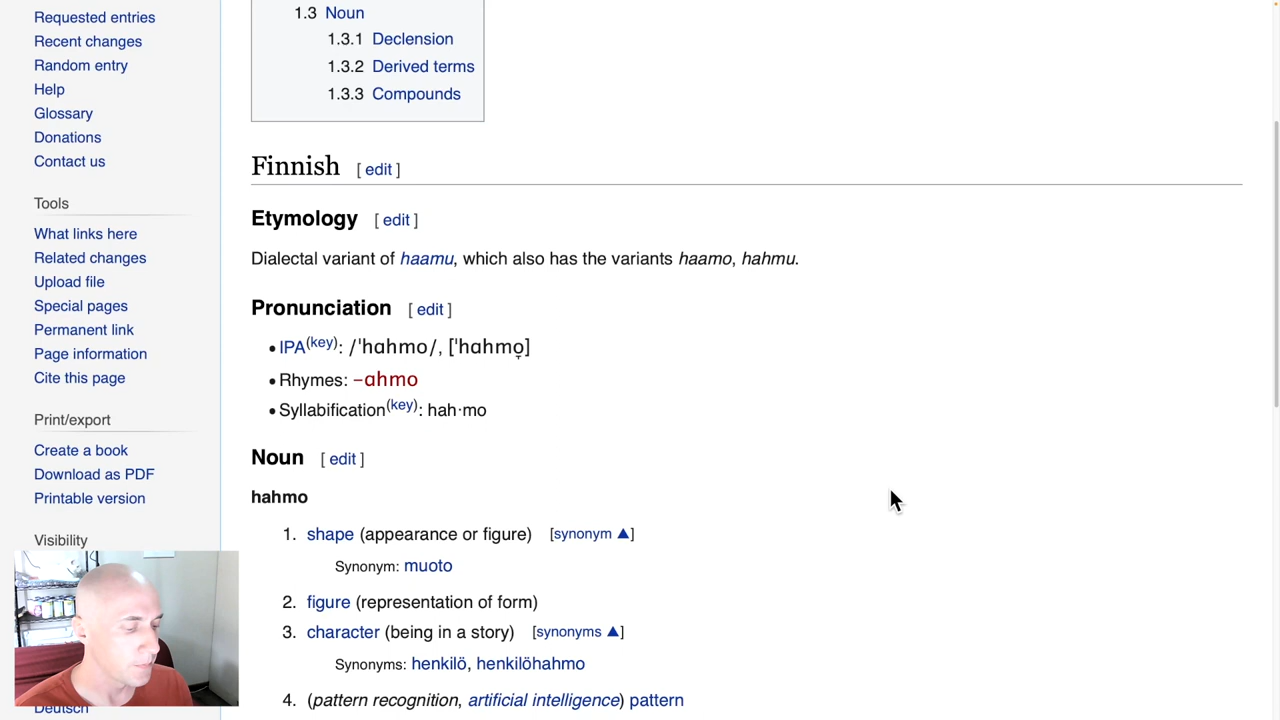 Requested entries
Recent changes
Random entry
Help
Glossary
Donations
Contact us
Tools
What links here
Related changes
Upload file
Special pages
Permanent link
Page information
Cite this page
Print/export
Create a book
Download as PDF
Printable version
Visibility
Deutsch
1.3 Noun
1.3.1 Declension
1.3.2 Derived terms
1.3.3 Compounds
Finnish [ edit ]
Etymology [ edit ]
Dialectal variant of haamu, which also has the variants haamo, hahmu.
Pronunciation [ edit ]
• IPA(key): /ˈhɑhmo/, [ˈhɑhmo̞]
• Rhymes: -ɑhmo
• Syllabification(key): hah‧mo
Noun [ edit ]
hahmo
1. shape (appearance or figure) [synonym ▲]
Synonym: muoto
2. figure (representation of form)
3. character (being in a story) [synonyms ▲]
Synonyms: henkilö, henkilöhahmo
4. (pattern recognition, artificial intelligence) pattern